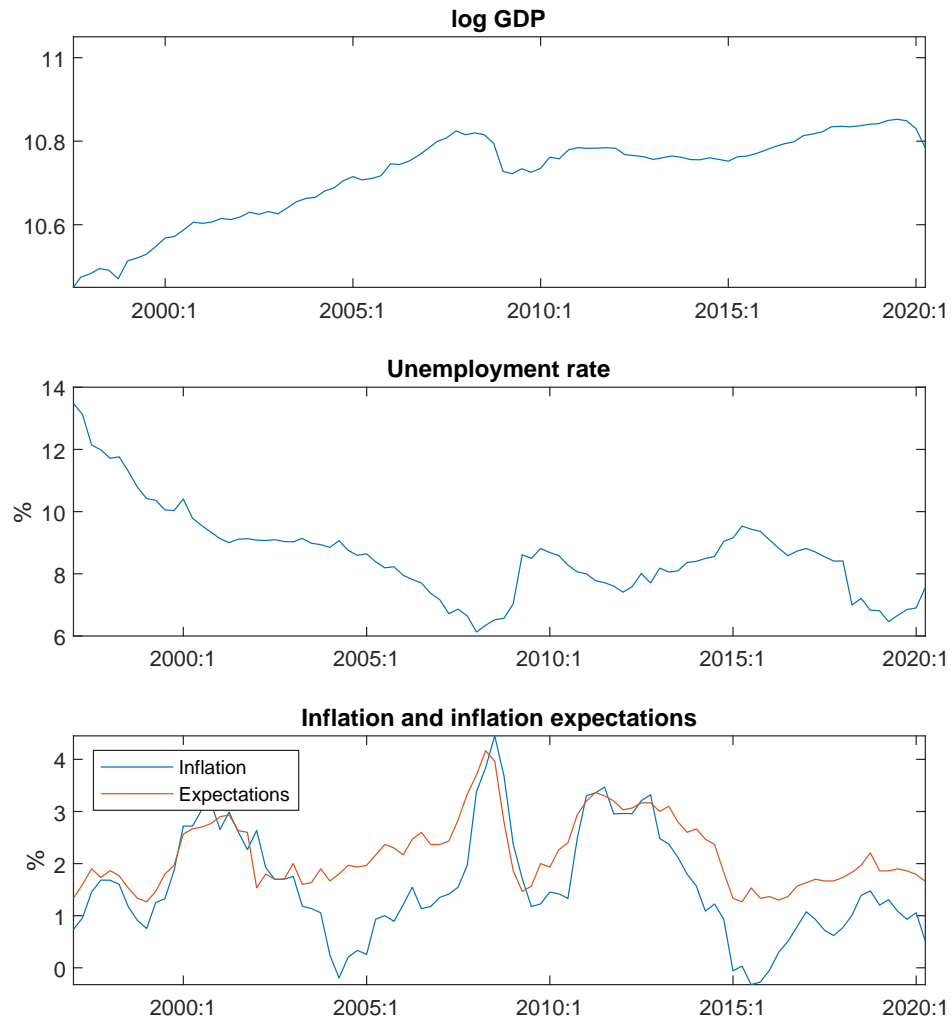 log GDP
11
10.8
10.6
2000:1 2005:1 2010:1 2015:1 2020:1
Unemployment rate
14
12
10
%
8
6
2000:1 2005:1 2010:1 2015:1 2020:1
Inflation and inflation expectations
4
Inflation
Expectations
3
%
2
1
0
2000:1 2005:1 2010:1 2015:1 2020:1